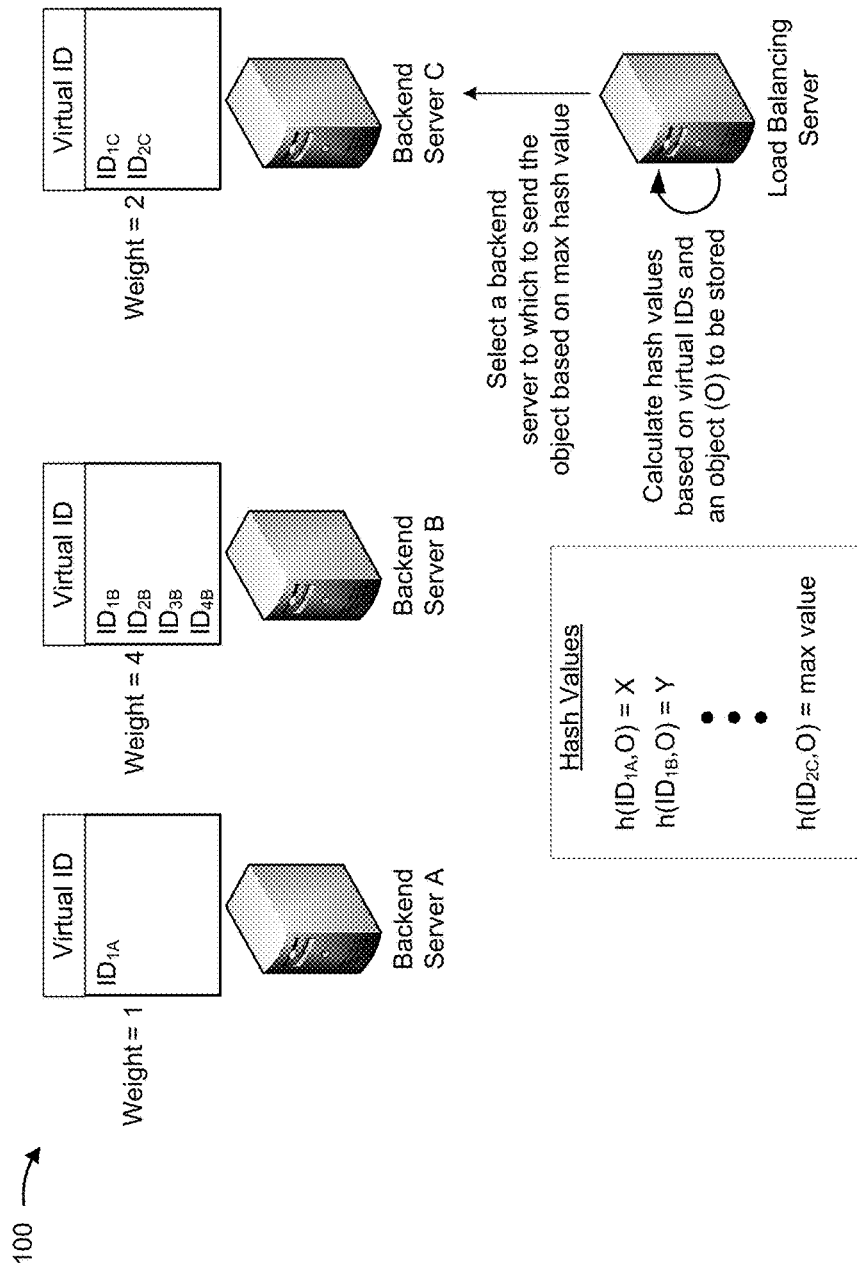 100
Weight = 1
Virtual ID
ID1A
Backend
Server A
Weight = 4
Virtual ID
ID1B
ID2B
ID3B
ID4B
Backend
Server B
Weight = 2
Virtual ID
ID1C
ID2C
Backend
Server C
Select a backend
server to which to send the
object based on max hash value
Calculate hash values
based on virtual IDs and
an object (O) to be stored
Load Balancing
Server
Hash Values
h(ID1A,O) = X
h(ID1B,O) = Y
h(ID2C,O) = max value